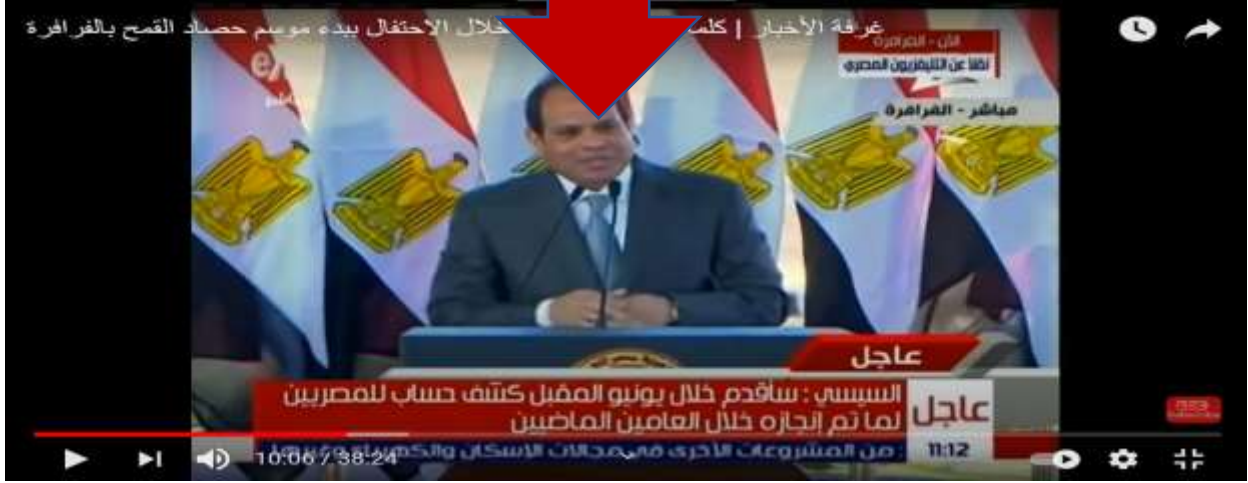 غرفة الأخبار | كلمة
خلال الاحتفال ببدء موسم حصاد القمح بالفرافرة
الآن - الفرافرة
نقلاً عن التليفزيون المصري
مباشر - الفرافرة
عاجل
عاجل
السيسي : سأقدم خلال يونيو المقبل كشف حساب للمصريين
لما تم إنجازه خلال العامين الماضيين
11:12
: من المشروعات الأخرى في مجالات الإسكان والكهرباء
10:06 / 38:24